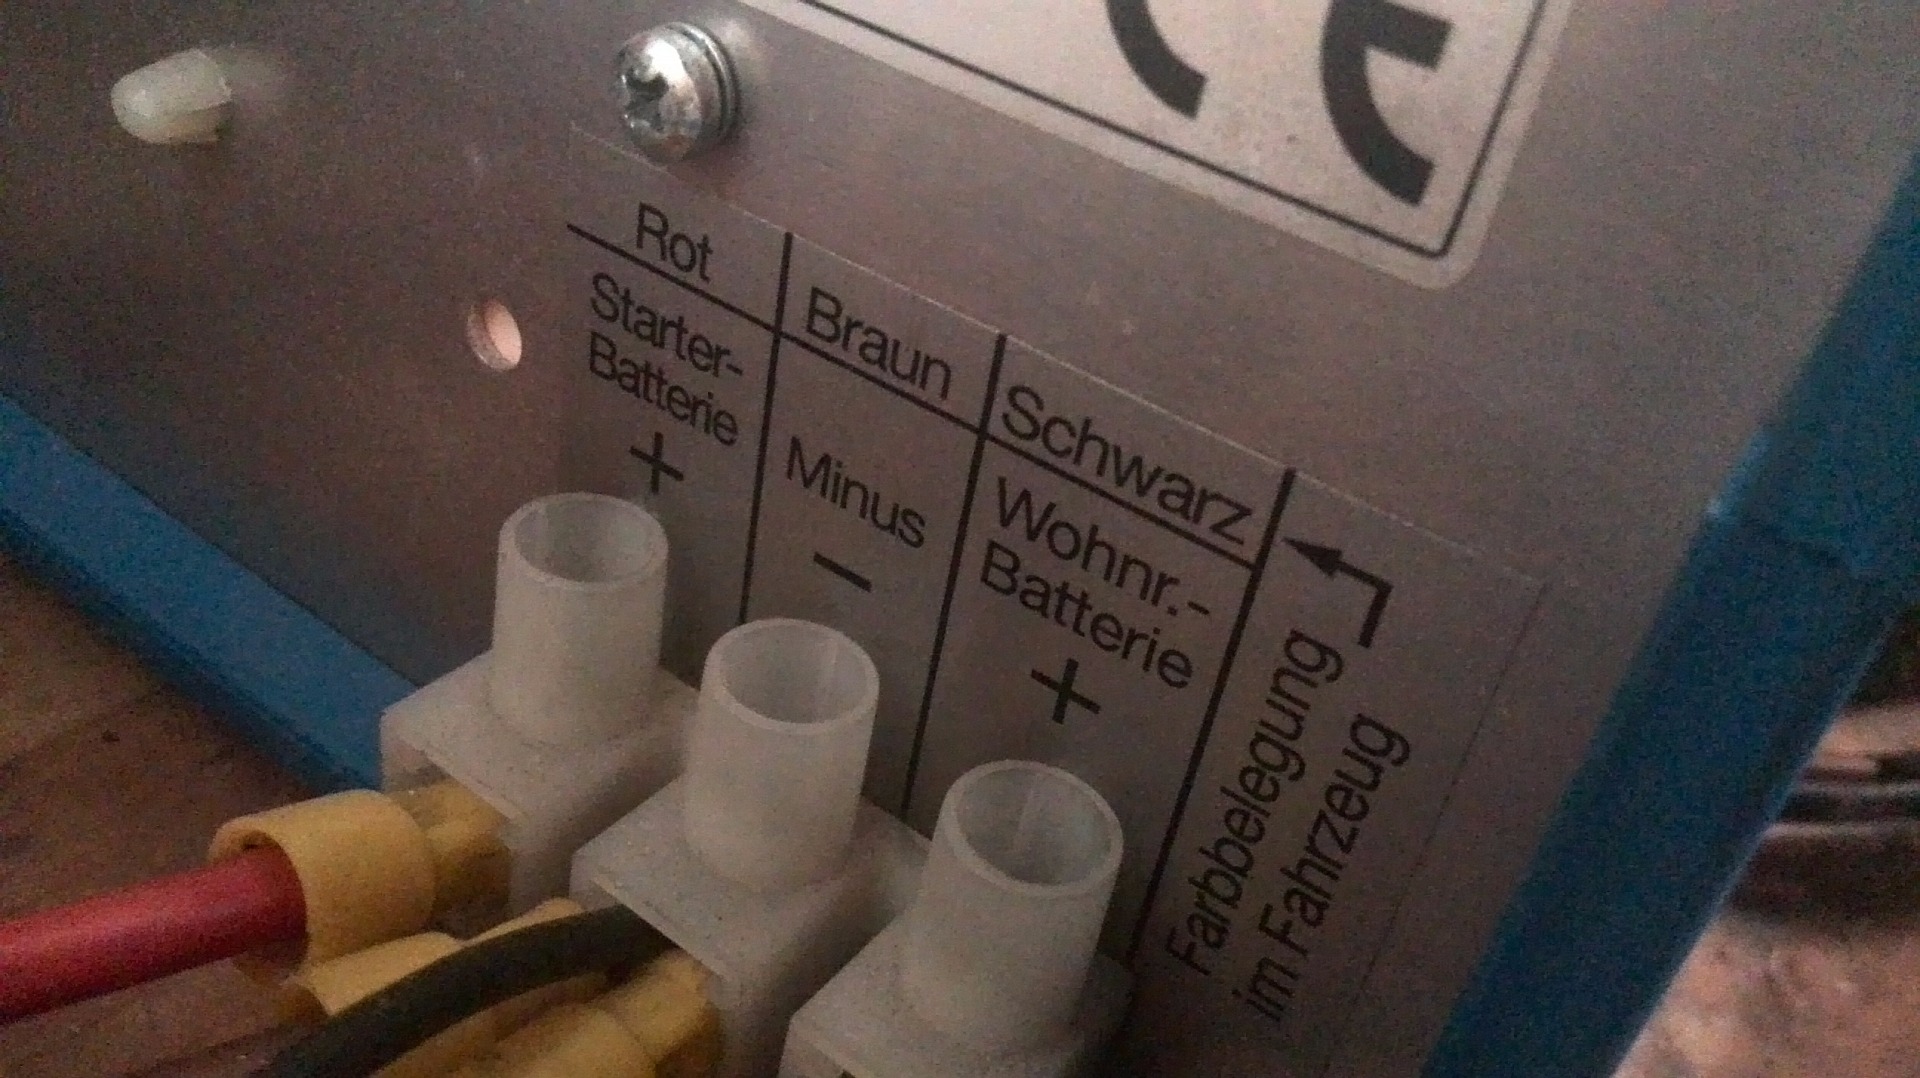 CE
Rot
Starter-
Batterie
+
Braun
Minus
−
Schwarz
Wohnr.-
Batterie
+
Farbbelegung
im Fahrzeug